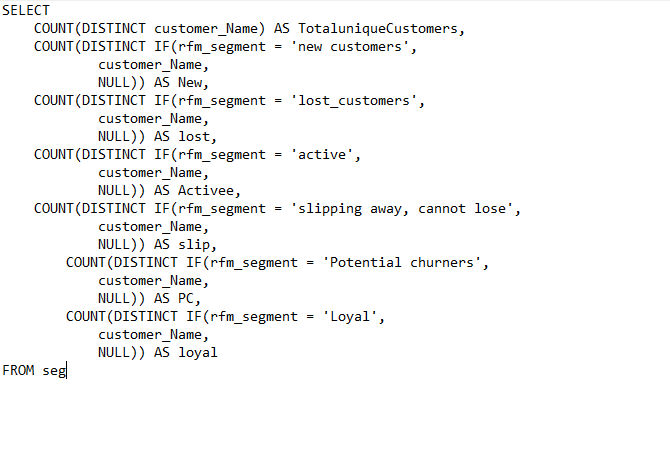 SELECT
    COUNT(DISTINCT customer_Name) AS TotaluniqueCustomers,
    COUNT(DISTINCT IF(rfm_segment = 'new customers',
            customer_Name,
            NULL)) AS New,
    COUNT(DISTINCT IF(rfm_segment = 'lost_customers',
            customer_Name,
            NULL)) AS lost,
    COUNT(DISTINCT IF(rfm_segment = 'active',
            customer_Name,
            NULL)) AS Activee,
    COUNT(DISTINCT IF(rfm_segment = 'slipping away, cannot lose',
            customer_Name,
            NULL)) AS slip,
        COUNT(DISTINCT IF(rfm_segment = 'Potential churners',
            customer_Name,
            NULL)) AS PC,
        COUNT(DISTINCT IF(rfm_segment = 'Loyal',
            customer_Name,
            NULL)) AS loyal
FROM seg